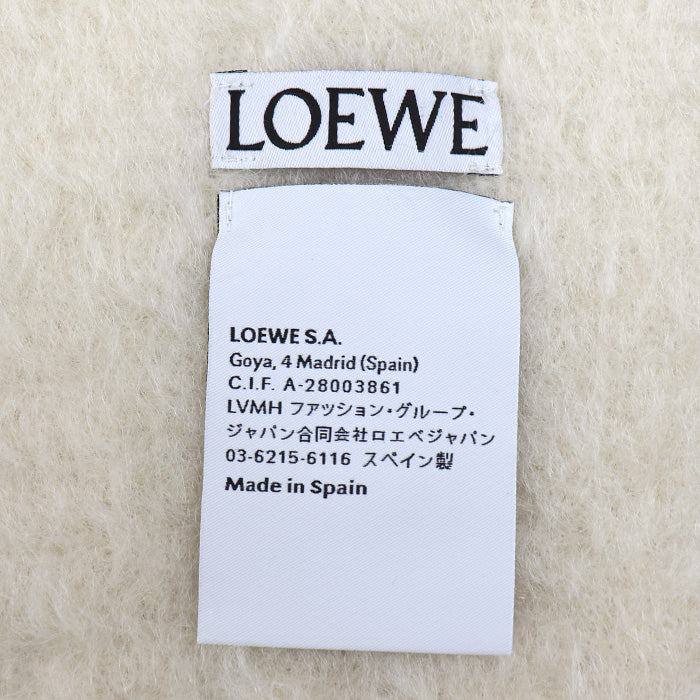 LOEWE
LOEWE S.A.
Goya, 4 Madrid (Spain)
C.I.F. A-28003861
LVMH ファッション・グループ・
ジャパン合同会社ロエベジャパン
03-6215-6116 スペイン製
Made in Spain